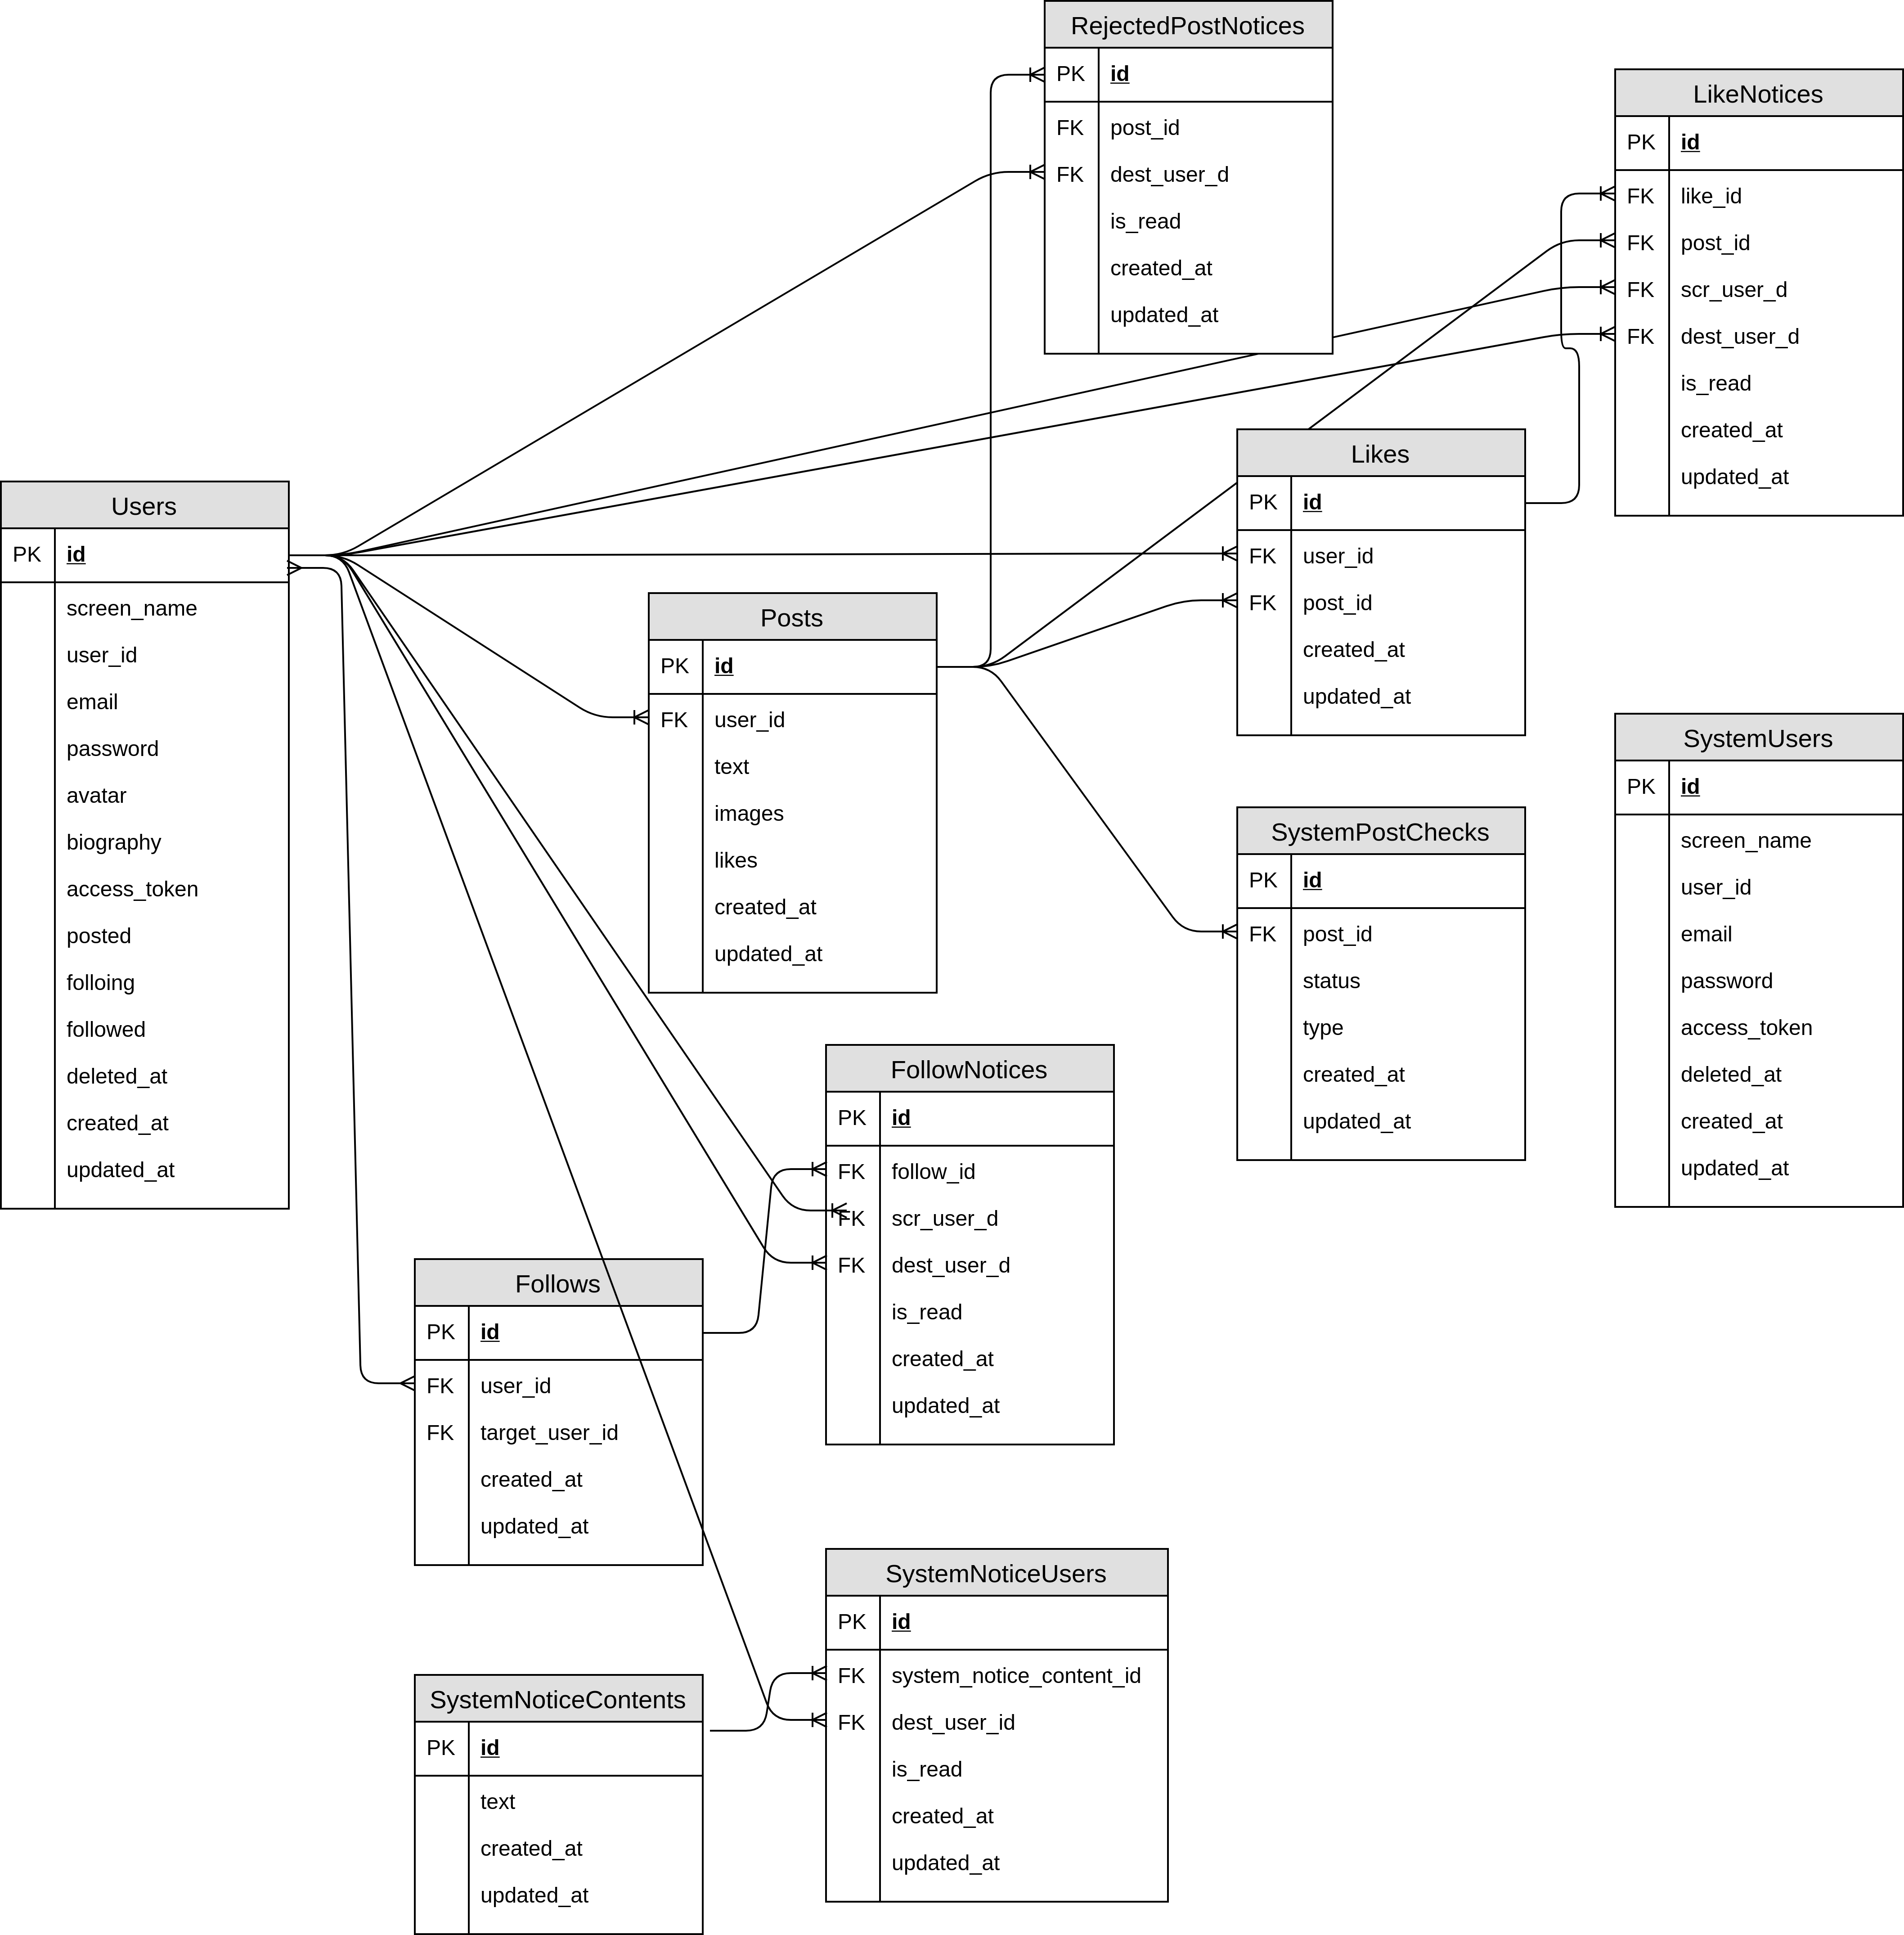 RejectedPostNotices
PK id
FK post_id
FK dest_user_d
is_read
created_at
updated_at
LikeNotices
PK id
FK like_id
FK post_id
FK scr_user_d
FK dest_user_d
is_read
created_at
updated_at
Likes
PK id
FK user_id
FK post_id
created_at
updated_at
Users
PK id
screen_name
user_id
email
password
avatar
biography
access_token
posted
folloing
followed
deleted_at
created_at
updated_at
Posts
PK id
FK user_id
text
images
likes
created_at
updated_at
SystemUsers
PK id
screen_name
user_id
email
password
access_token
deleted_at
created_at
updated_at
SystemPostChecks
PK id
FK post_id
status
type
created_at
updated_at
FollowNotices
PK id
FK follow_id
FK scr_user_d
FK dest_user_d
is_read
created_at
updated_at
Follows
PK id
FK user_id
FK target_user_id
created_at
updated_at
SystemNoticeUsers
PK id
FK system_notice_content_id
FK dest_user_id
is_read
created_at
updated_at
SystemNoticeContents
PK id
text
created_at
updated_at